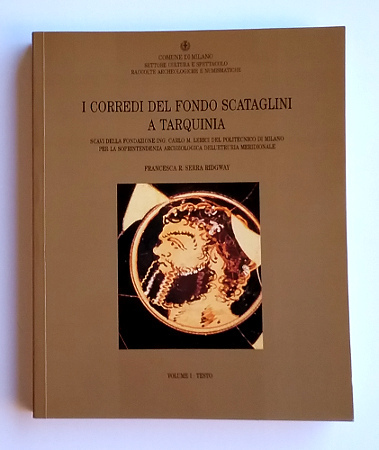 COMUNE DI MILANO
SETTORE CULTURA E SPETTACOLO
RACCOLTE ARCHEOLOGICHE E NUMISMATICHE
I CORREDI DEL FONDO SCATAGLINI
A TARQUINIA
SCAVI DELLA FONDAZIONE ING. CARLO M. LERICI DEL POLITECNICO DI MILANO
PER LA SOPRINTENDENZA ARCHEOLOGICA DELL'ETRURIA MERIDIONALE
FRANCESCA R. SERRA RIDGWAY
VOLUME I: TESTO